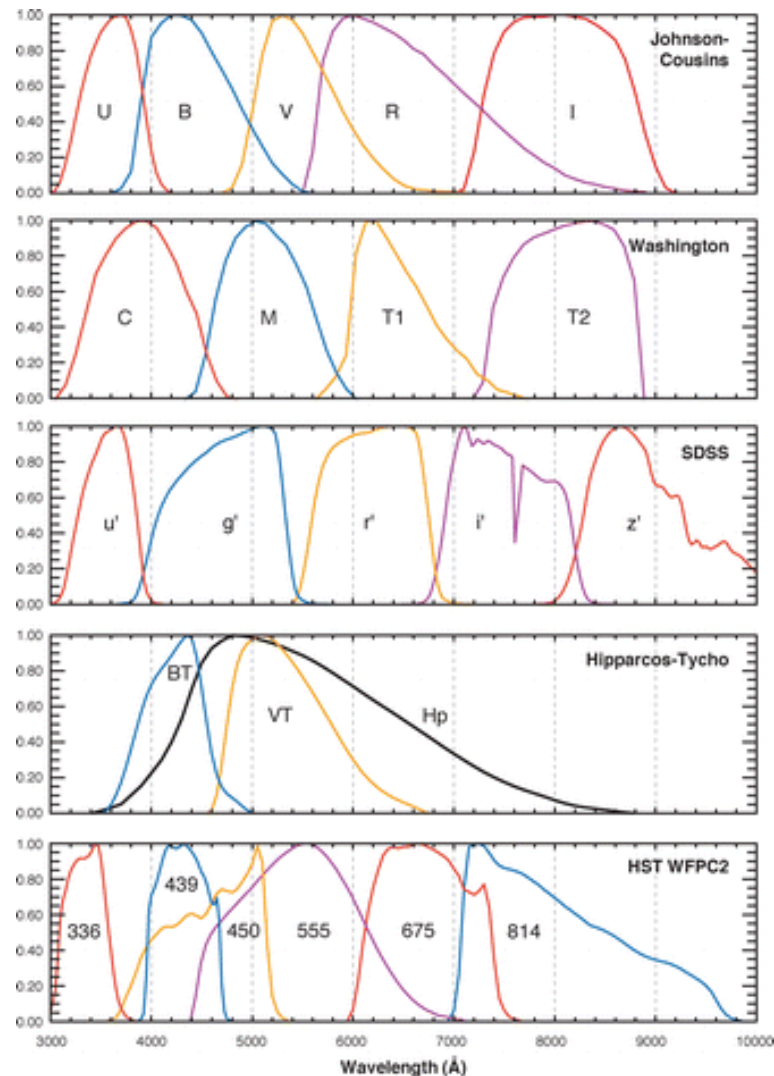 1.00
0.80
0.60
0.40
0.20
0.00
Johnson-
Cousins
U B V R I
1.00
0.80
0.60
0.40
0.20
0.00
Washington
C M T1 T2
1.00
0.80
0.60
0.40
0.20
0.00
SDSS
u' g' r' i' z'
1.00
0.80
0.60
0.40
0.20
0.00
Hipparcos-Tycho
BT VT Hp
1.00
0.80
0.60
0.40
0.20
0.00
HST WFPC2
439
336 450 555 675 814
3000 4000 5000 6000 7000 8000 9000 10000
Wavelength (Å)